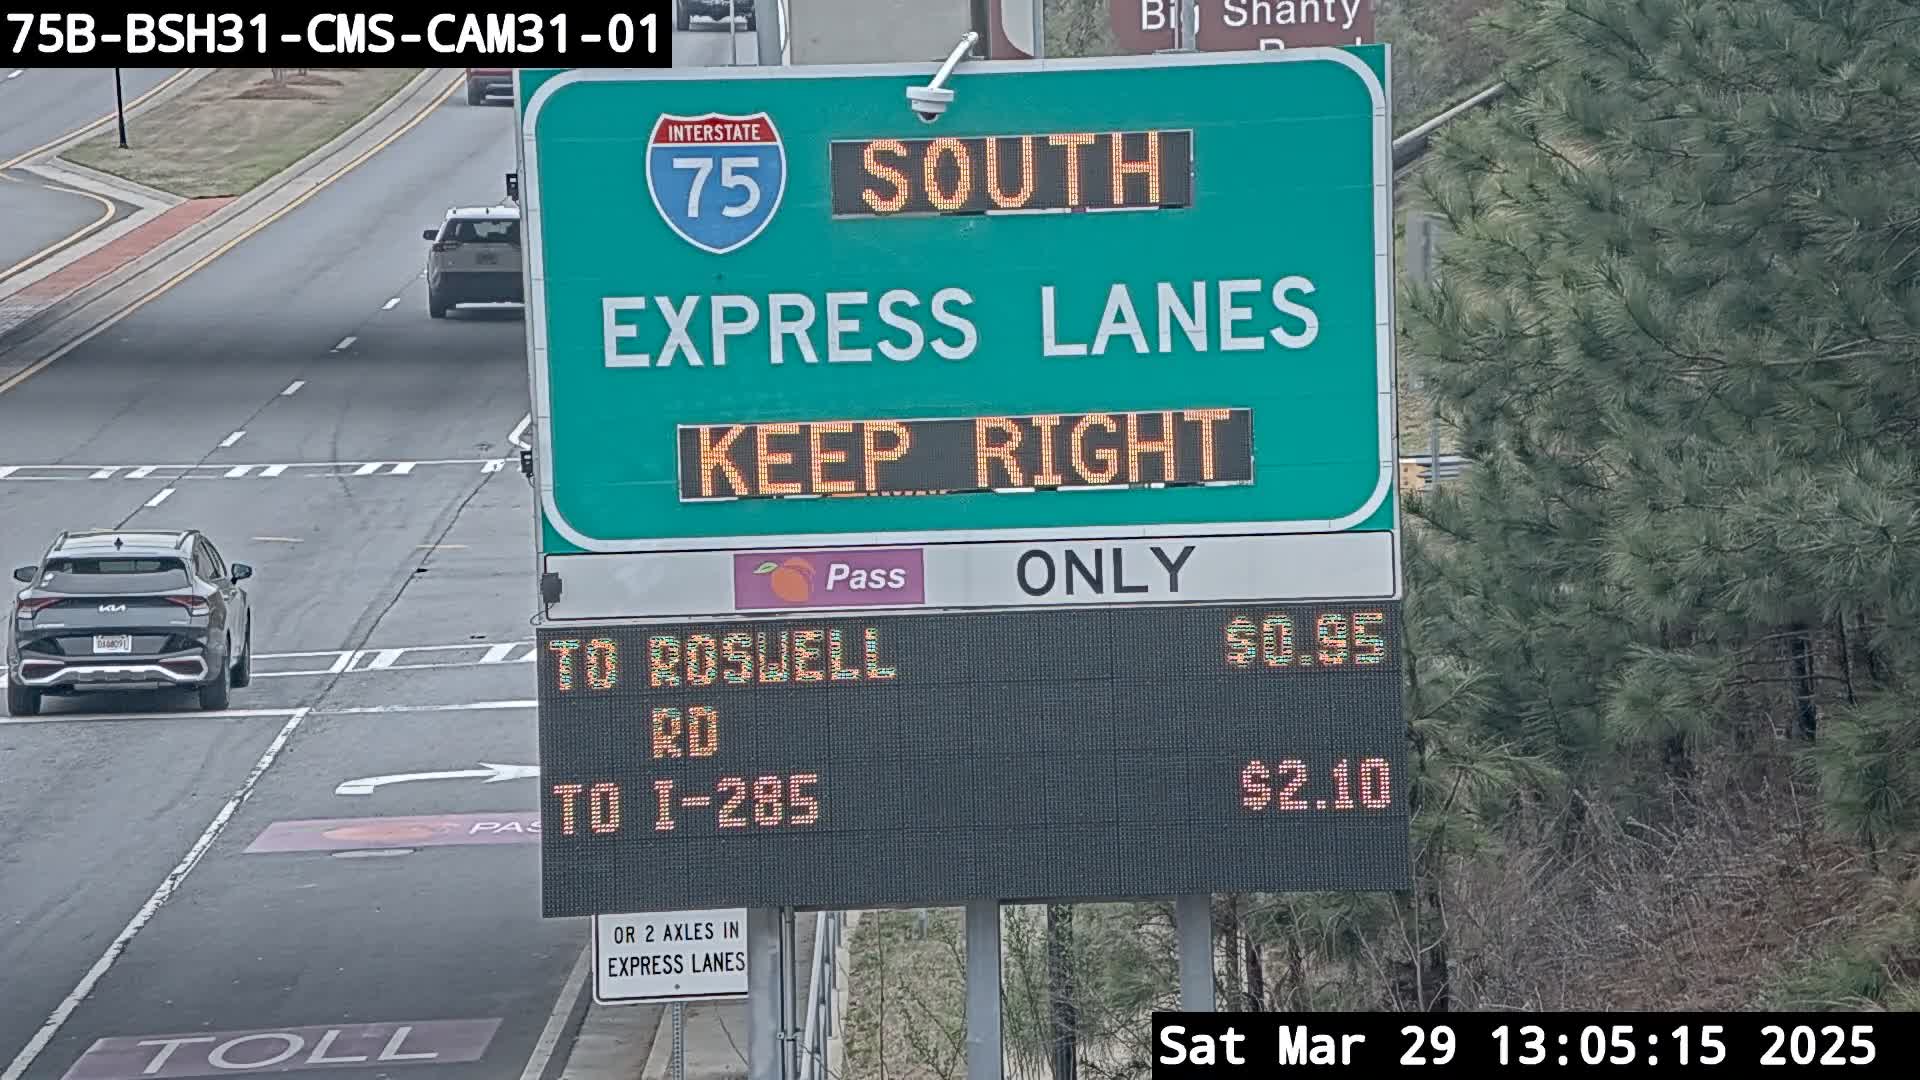 75B-BSH31-CMS-CAM31-01
Big Shanty
INTERSTATE
75
SOUTH
EXPRESS LANES
KEEP RIGHT
Pass ONLY
TO ROSWELL $0.95
RD
TO I-285 $2.10
KIA
OR 2 AXLES IN
EXPRESS LANES
TOLL
Sat Mar 29 13:05:15 2025